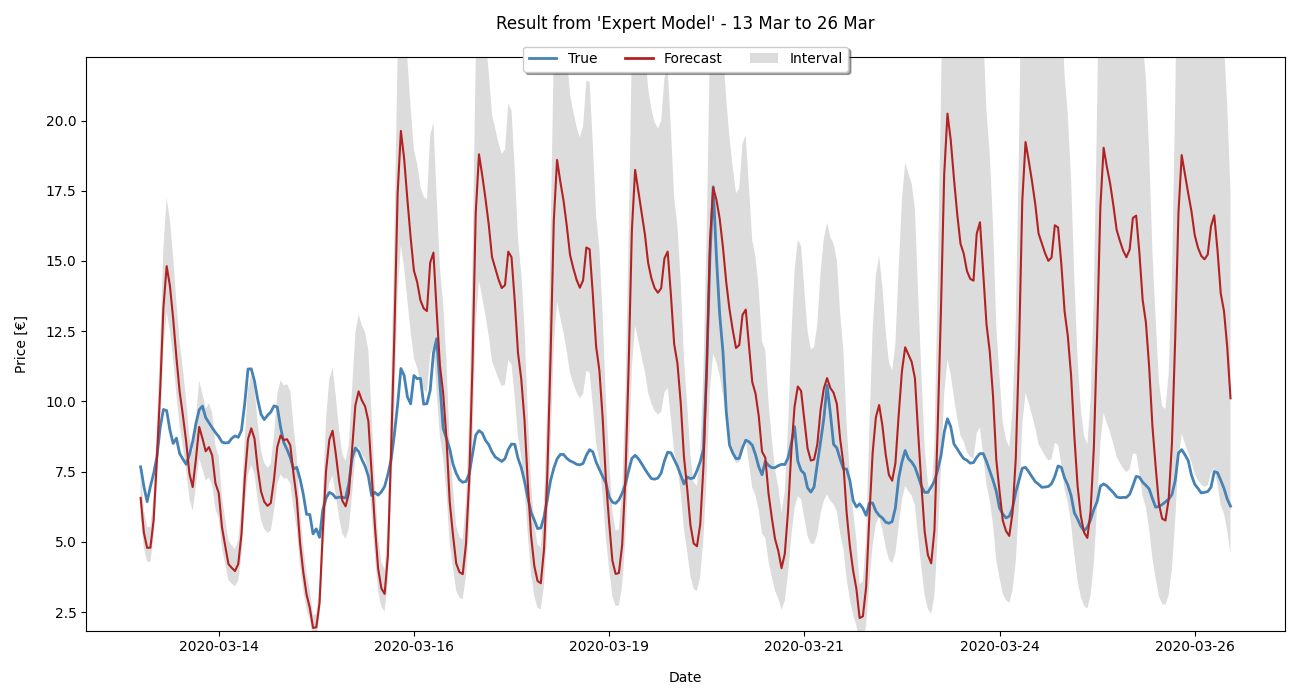 Result from 'Expert Model' - 13 Mar to 26 Mar
True Forecast Interval
20.0
17.5
15.0
12.5
10.0
7.5
5.0
2.5
Price [€]
2020-03-14 2020-03-16 2020-03-19 2020-03-21 2020-03-24 2020-03-26
Date